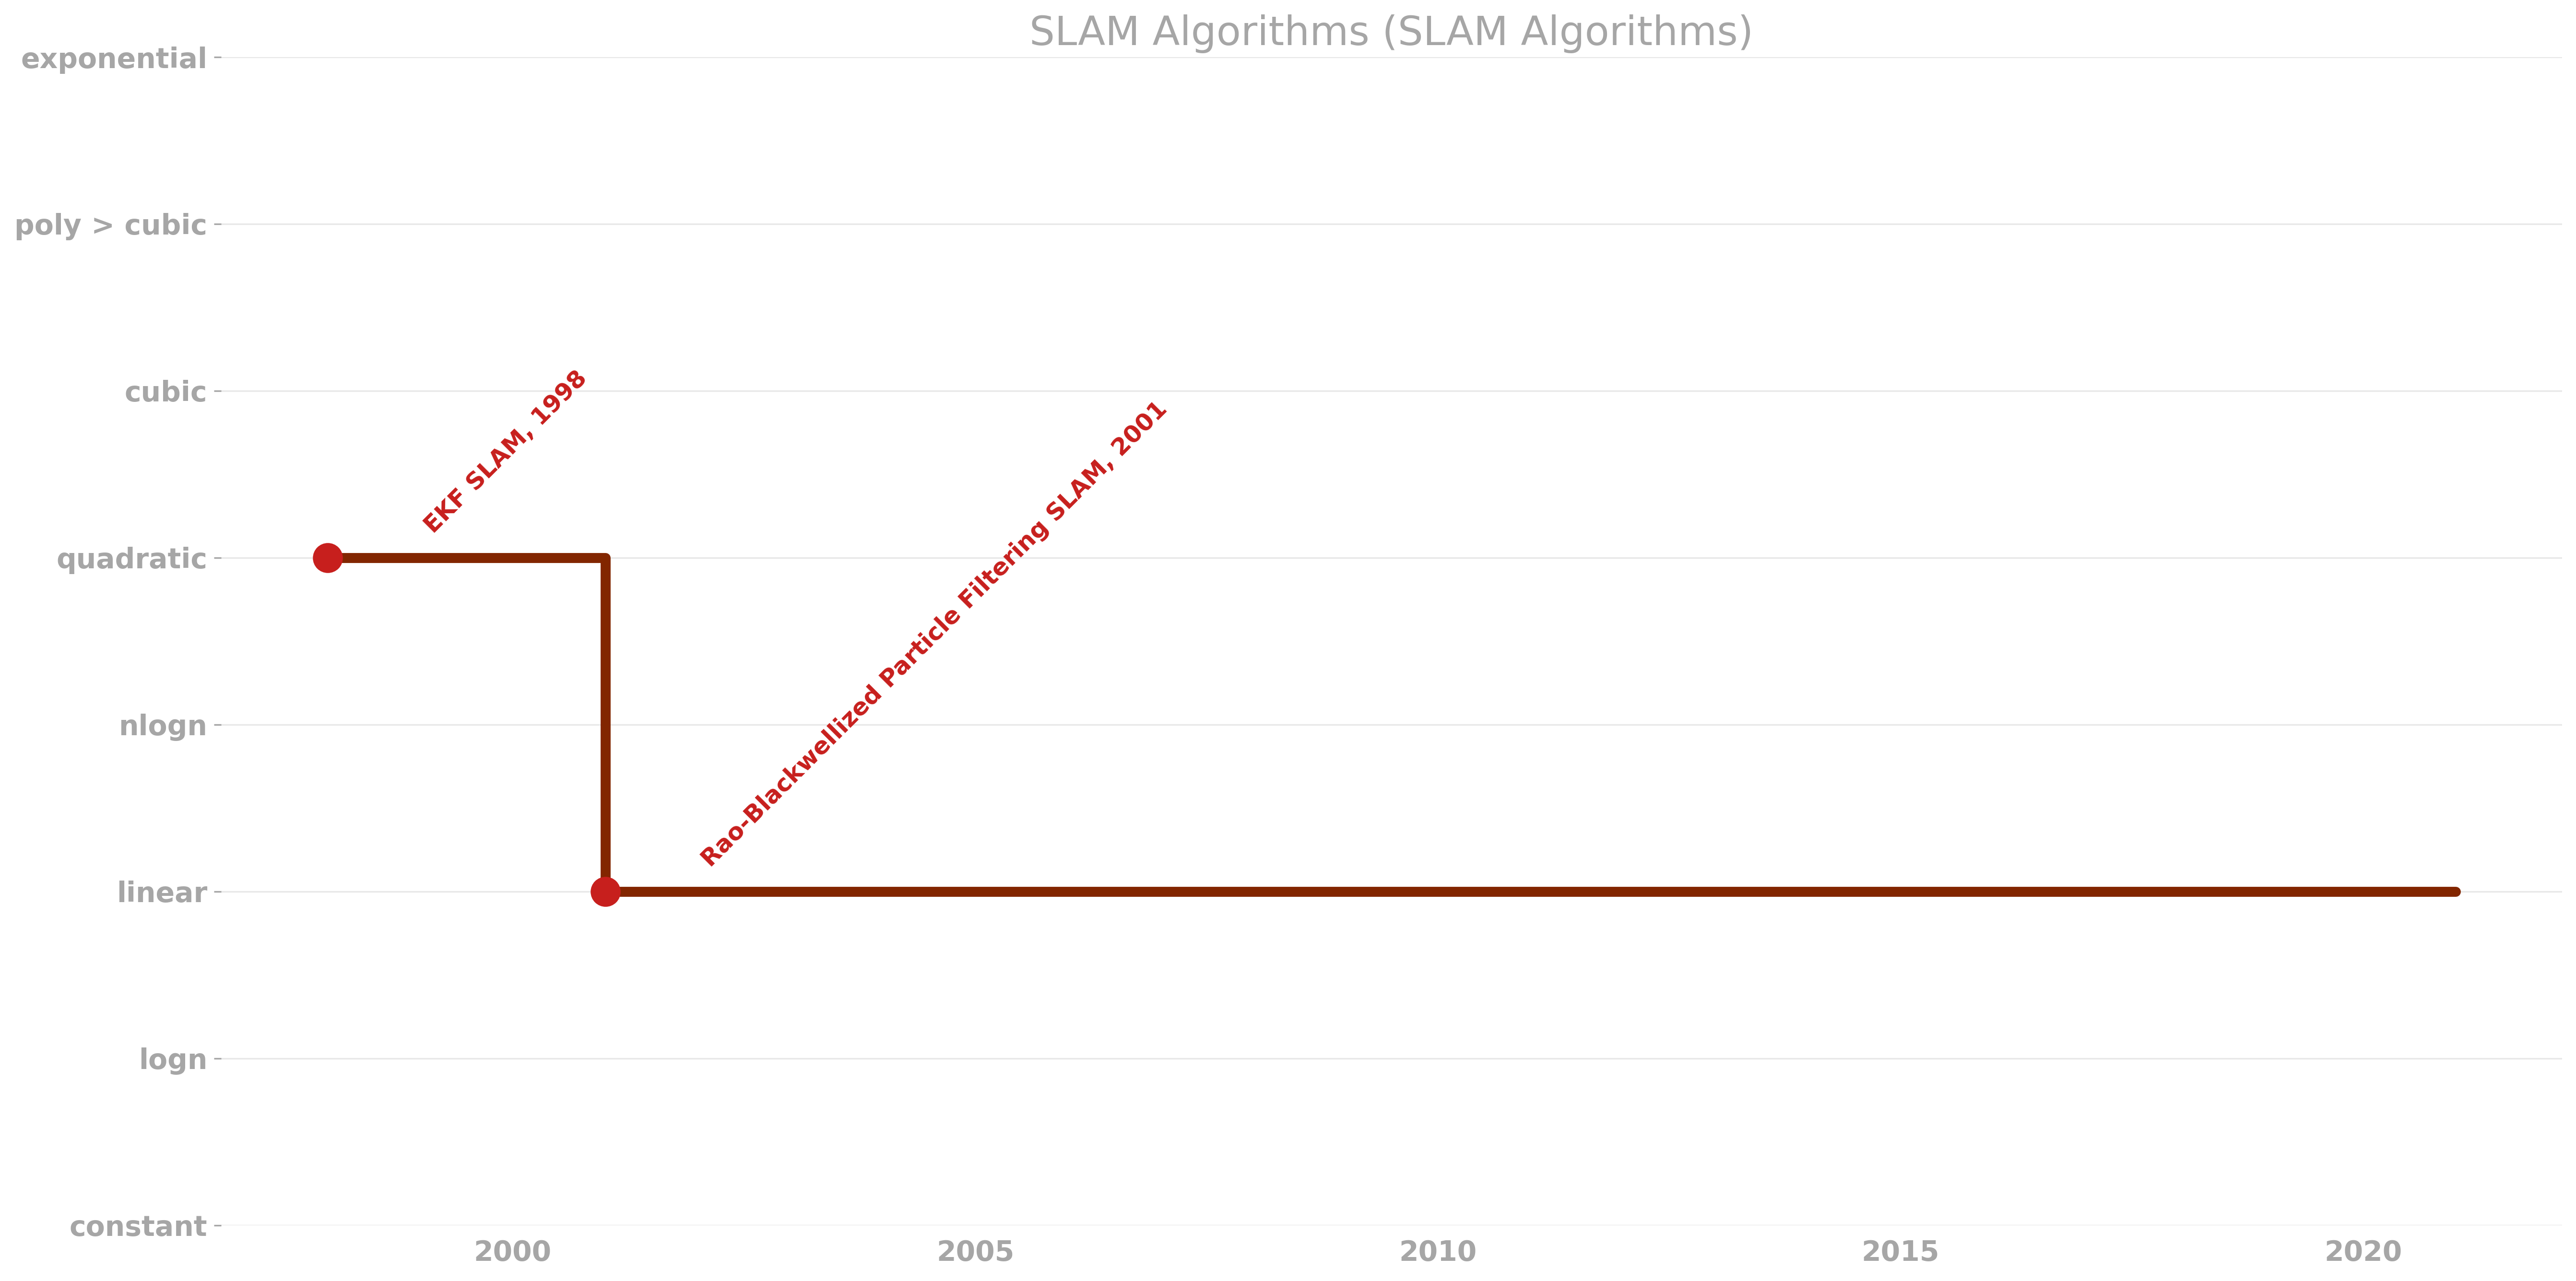 SLAM Algorithms (SLAM Algorithms)
exponential
poly > cubic
cubic
quadratic
nlogn
linear
logn
constant
EKF SLAM, 1998
Rao-Blackwellized Particle Filtering SLAM, 2001
2000
2005
2010
2015
2020